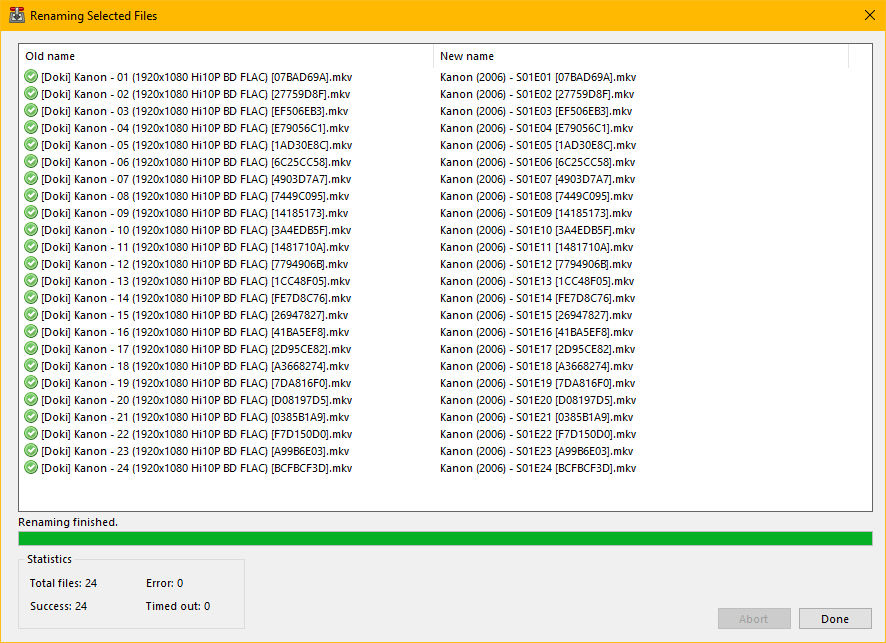 Renaming Selected Files
Old name New name
[Doki] Kanon - 01 (1920x1080 Hi10P BD FLAC) [07BAD69A].mkv Kanon (2006) - S01E01 [07BAD69A].mkv
[Doki] Kanon - 02 (1920x1080 Hi10P BD FLAC) [27759D8F].mkv Kanon (2006) - S01E02 [27759D8F].mkv
[Doki] Kanon - 03 (1920x1080 Hi10P BD FLAC) [EF506EB3].mkv Kanon (2006) - S01E03 [EF506EB3].mkv
[Doki] Kanon - 04 (1920x1080 Hi10P BD FLAC) [E79056C1].mkv Kanon (2006) - S01E04 [E79056C1].mkv
[Doki] Kanon - 05 (1920x1080 Hi10P BD FLAC) [1AD30E8C].mkv Kanon (2006) - S01E05 [1AD30E8C].mkv
[Doki] Kanon - 06 (1920x1080 Hi10P BD FLAC) [6C25CC58].mkv Kanon (2006) - S01E06 [6C25CC58].mkv
[Doki] Kanon - 07 (1920x1080 Hi10P BD FLAC) [4903D7A7].mkv Kanon (2006) - S01E07 [4903D7A7].mkv
[Doki] Kanon - 08 (1920x1080 Hi10P BD FLAC) [7449C095].mkv Kanon (2006) - S01E08 [7449C095].mkv
[Doki] Kanon - 09 (1920x1080 Hi10P BD FLAC) [14185173].mkv Kanon (2006) - S01E09 [14185173].mkv
[Doki] Kanon - 10 (1920x1080 Hi10P BD FLAC) [3A4EDB5F].mkv Kanon (2006) - S01E10 [3A4EDB5F].mkv
[Doki] Kanon - 11 (1920x1080 Hi10P BD FLAC) [1481710A].mkv Kanon (2006) - S01E11 [1481710A].mkv
[Doki] Kanon - 12 (1920x1080 Hi10P BD FLAC) [7794906B].mkv Kanon (2006) - S01E12 [7794906B].mkv
[Doki] Kanon - 13 (1920x1080 Hi10P BD FLAC) [1CC48F05].mkv Kanon (2006) - S01E13 [1CC48F05].mkv
[Doki] Kanon - 14 (1920x1080 Hi10P BD FLAC) [FE7D8C76].mkv Kanon (2006) - S01E14 [FE7D8C76].mkv
[Doki] Kanon - 15 (1920x1080 Hi10P BD FLAC) [26947827].mkv Kanon (2006) - S01E15 [26947827].mkv
[Doki] Kanon - 16 (1920x1080 Hi10P BD FLAC) [41BA5EF8].mkv Kanon (2006) - S01E16 [41BA5EF8].mkv
[Doki] Kanon - 17 (1920x1080 Hi10P BD FLAC) [2D95CE82].mkv Kanon (2006) - S01E17 [2D95CE82].mkv
[Doki] Kanon - 18 (1920x1080 Hi10P BD FLAC) [A3668274].mkv Kanon (2006) - S01E18 [A3668274].mkv
[Doki] Kanon - 19 (1920x1080 Hi10P BD FLAC) [7DA816F0].mkv Kanon (2006) - S01E19 [7DA816F0].mkv
[Doki] Kanon - 20 (1920x1080 Hi10P BD FLAC) [D08197D5].mkv Kanon (2006) - S01E20 [D08197D5].mkv
[Doki] Kanon - 21 (1920x1080 Hi10P BD FLAC) [0385B1A9].mkv Kanon (2006) - S01E21 [0385B1A9].mkv
[Doki] Kanon - 22 (1920x1080 Hi10P BD FLAC) [F7D150D0].mkv Kanon (2006) - S01E22 [F7D150D0].mkv
[Doki] Kanon - 23 (1920x1080 Hi10P BD FLAC) [A99B6E03].mkv Kanon (2006) - S01E23 [A99B6E03].mkv
[Doki] Kanon - 24 (1920x1080 Hi10P BD FLAC) [BCFBCF3D].mkv Kanon (2006) - S01E24 [BCFBCF3D].mkv
Renaming finished.
Statistics
Total files: 24 Error: 0
Success: 24 Timed out: 0
Abort Done